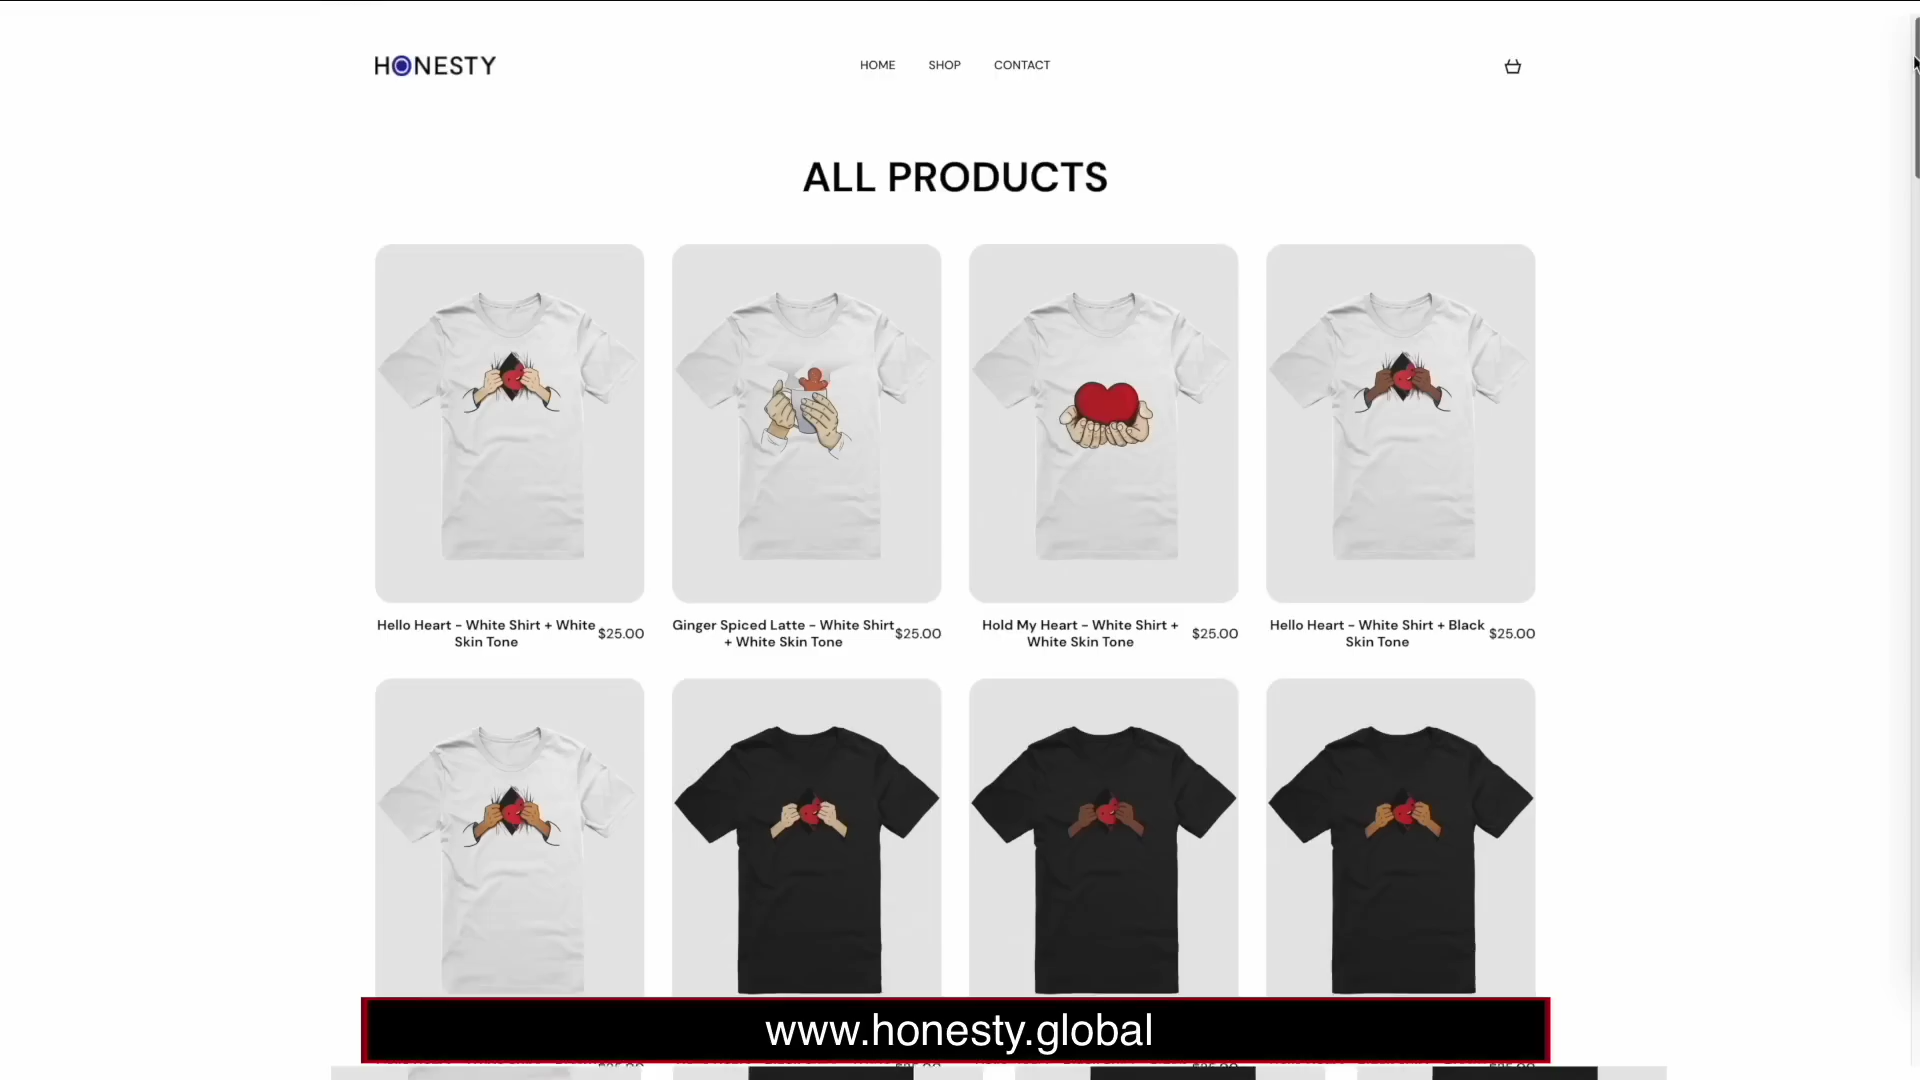 HONESTY
HOME SHOP CONTACT
ALL PRODUCTS
Hello Heart - White Shirt + White
Skin Tone
$25.00
Ginger Spiced Latte - White Shirt
+ White Skin Tone
$25.00
Hold My Heart - White Shirt +
White Skin Tone
$25.00
Hello Heart - White Shirt + Black
Skin Tone
$25.00
www.honesty.global